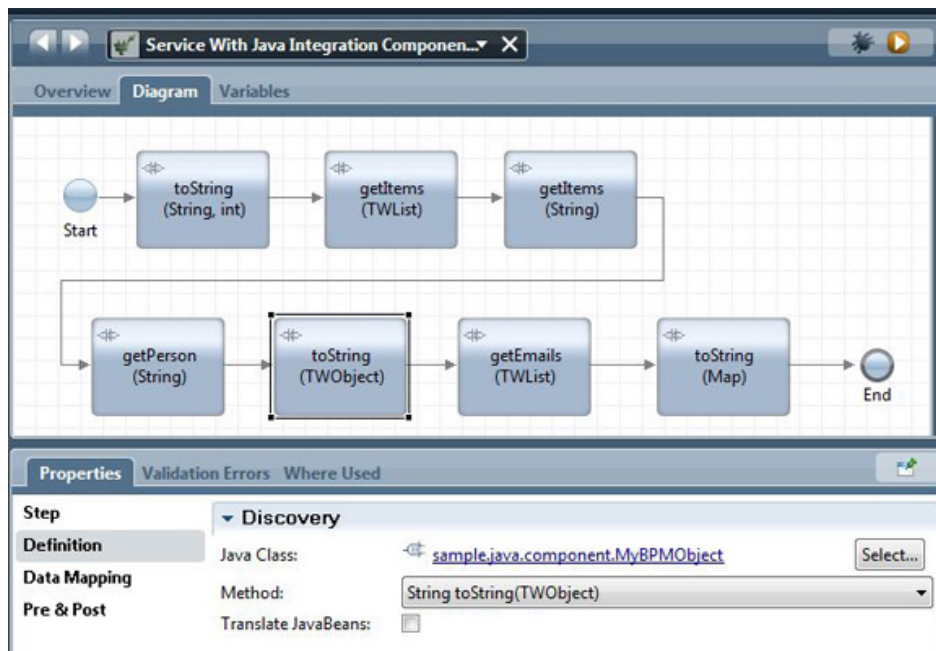 Service With Java Integration Componen...
Overview Diagram Variables
Start
toString
(String, int)
getItems
(TWList)
getItems
(String)
getPerson
(String)
toString
(TWObject)
getEmails
(TWList)
toString
(Map)
End
Properties Validation Errors Where Used
Step
Definition
Data Mapping
Pre & Post
Discovery
Java Class: sample.java.component.MyBPMObject Select...
Method: String toString(TWObject)
Translate JavaBeans: